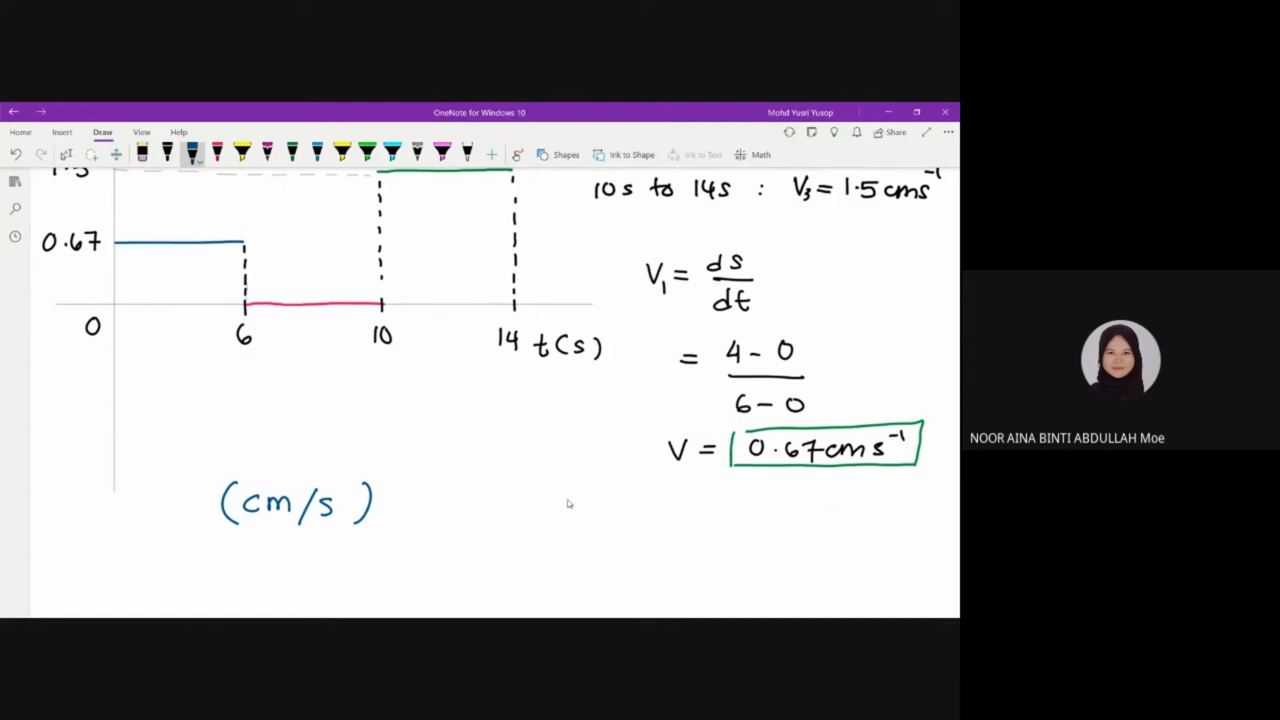 OneNote for Windows 10
Mohd Yusri Yusop
Home Insert Draw View Help
Share
Shapes Ink to Shape Ink to Text Math
10s to 14s : V₃ = 1.5cms⁻¹
0.67
0 6 10 14 t(s)
V₁ = ds
dt
= 4 - 0
6 - 0
V = 0.67cms⁻¹
(cm/s)
NOOR AINA BINTI ABDULLAH Moe